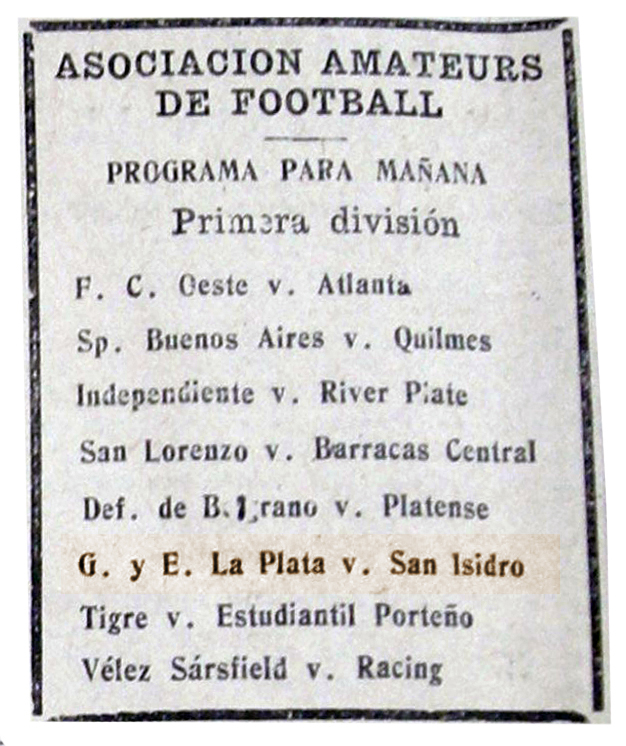 ASOCIACION AMATEURS
DE FOOTBALL
PROGRAMA PARA MAÑANA
Primera división
F. C. Oeste v. Atlanta
Sp. Buenos Aires v. Quilmes
Independiente v. River Plate
San Lorenzo v. Barracas Central
Def. de Belgrano v. Platense
G. y E. La Plata v. San Isidro
Tigre v. Estudiantil Porteño
Vélez Sársfield v. Racing